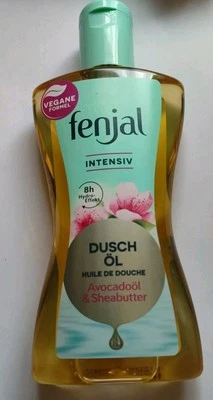 VEGANE
FORMEL
fenjal
INTENSIV
8h
Hydro-
Effekt
DUSCH
ÖL
HUILE DE DOUCHE
Avocadoöl
& Sheabutter